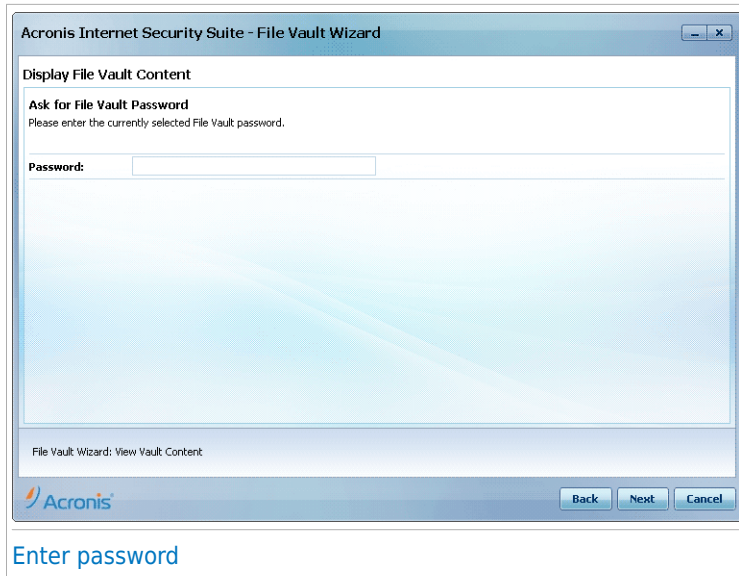 Acronis Internet Security Suite - File Vault Wizard
Display File Vault Content
Ask for File Vault Password
Please enter the currently selected File Vault password.
Password:
File Vault Wizard: View Vault Content
Acronis
Back Next Cancel
Enter password